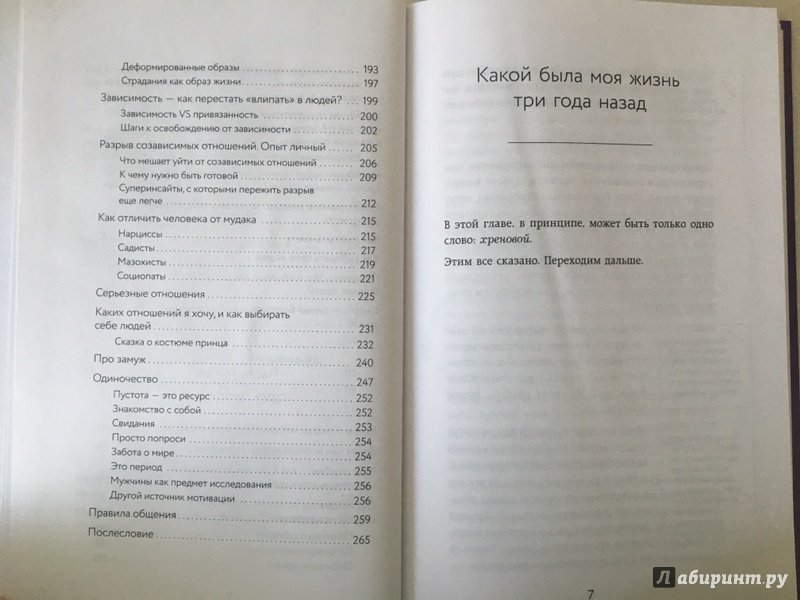 Деформированные образы 193
Страдания как образ жизни 197
Зависимость — как перестать «влипать» в людей? 199
Зависимость VS привязанность 200
Шаги к освобождению от зависимости 202
Разрыв созависимых отношений. Опыт личный 205
Что мешает уйти от созависимых отношений 206
К чему нужно быть готовой 209
Суперинсайты, с которыми пережить разрыв
еще легче 212
Как отличить человека от мудака 215
Нарциссы 215
Садисты 217
Мазохисты 219
Социопаты 221
Серьезные отношения 225
Каких отношений я хочу, и как выбирать
себе людей 231
Сказка о костюме принца 232
Про замуж 240
Одиночество 247
Пустота — это ресурс 252
Знакомство с собой 252
Свидания 253
Просто попроси 254
Забота о мире 254
Это период 255
Мужчины как предмет исследования 256
Другой источник мотивации 256
Правила общения 259
Послесловие 265
Какой была моя жизнь
три года назад
В этой главе, в принципе, может быть только одно
слово: хреновой.
Этим все сказано. Переходим дальше.
7
Лабиринт.ру